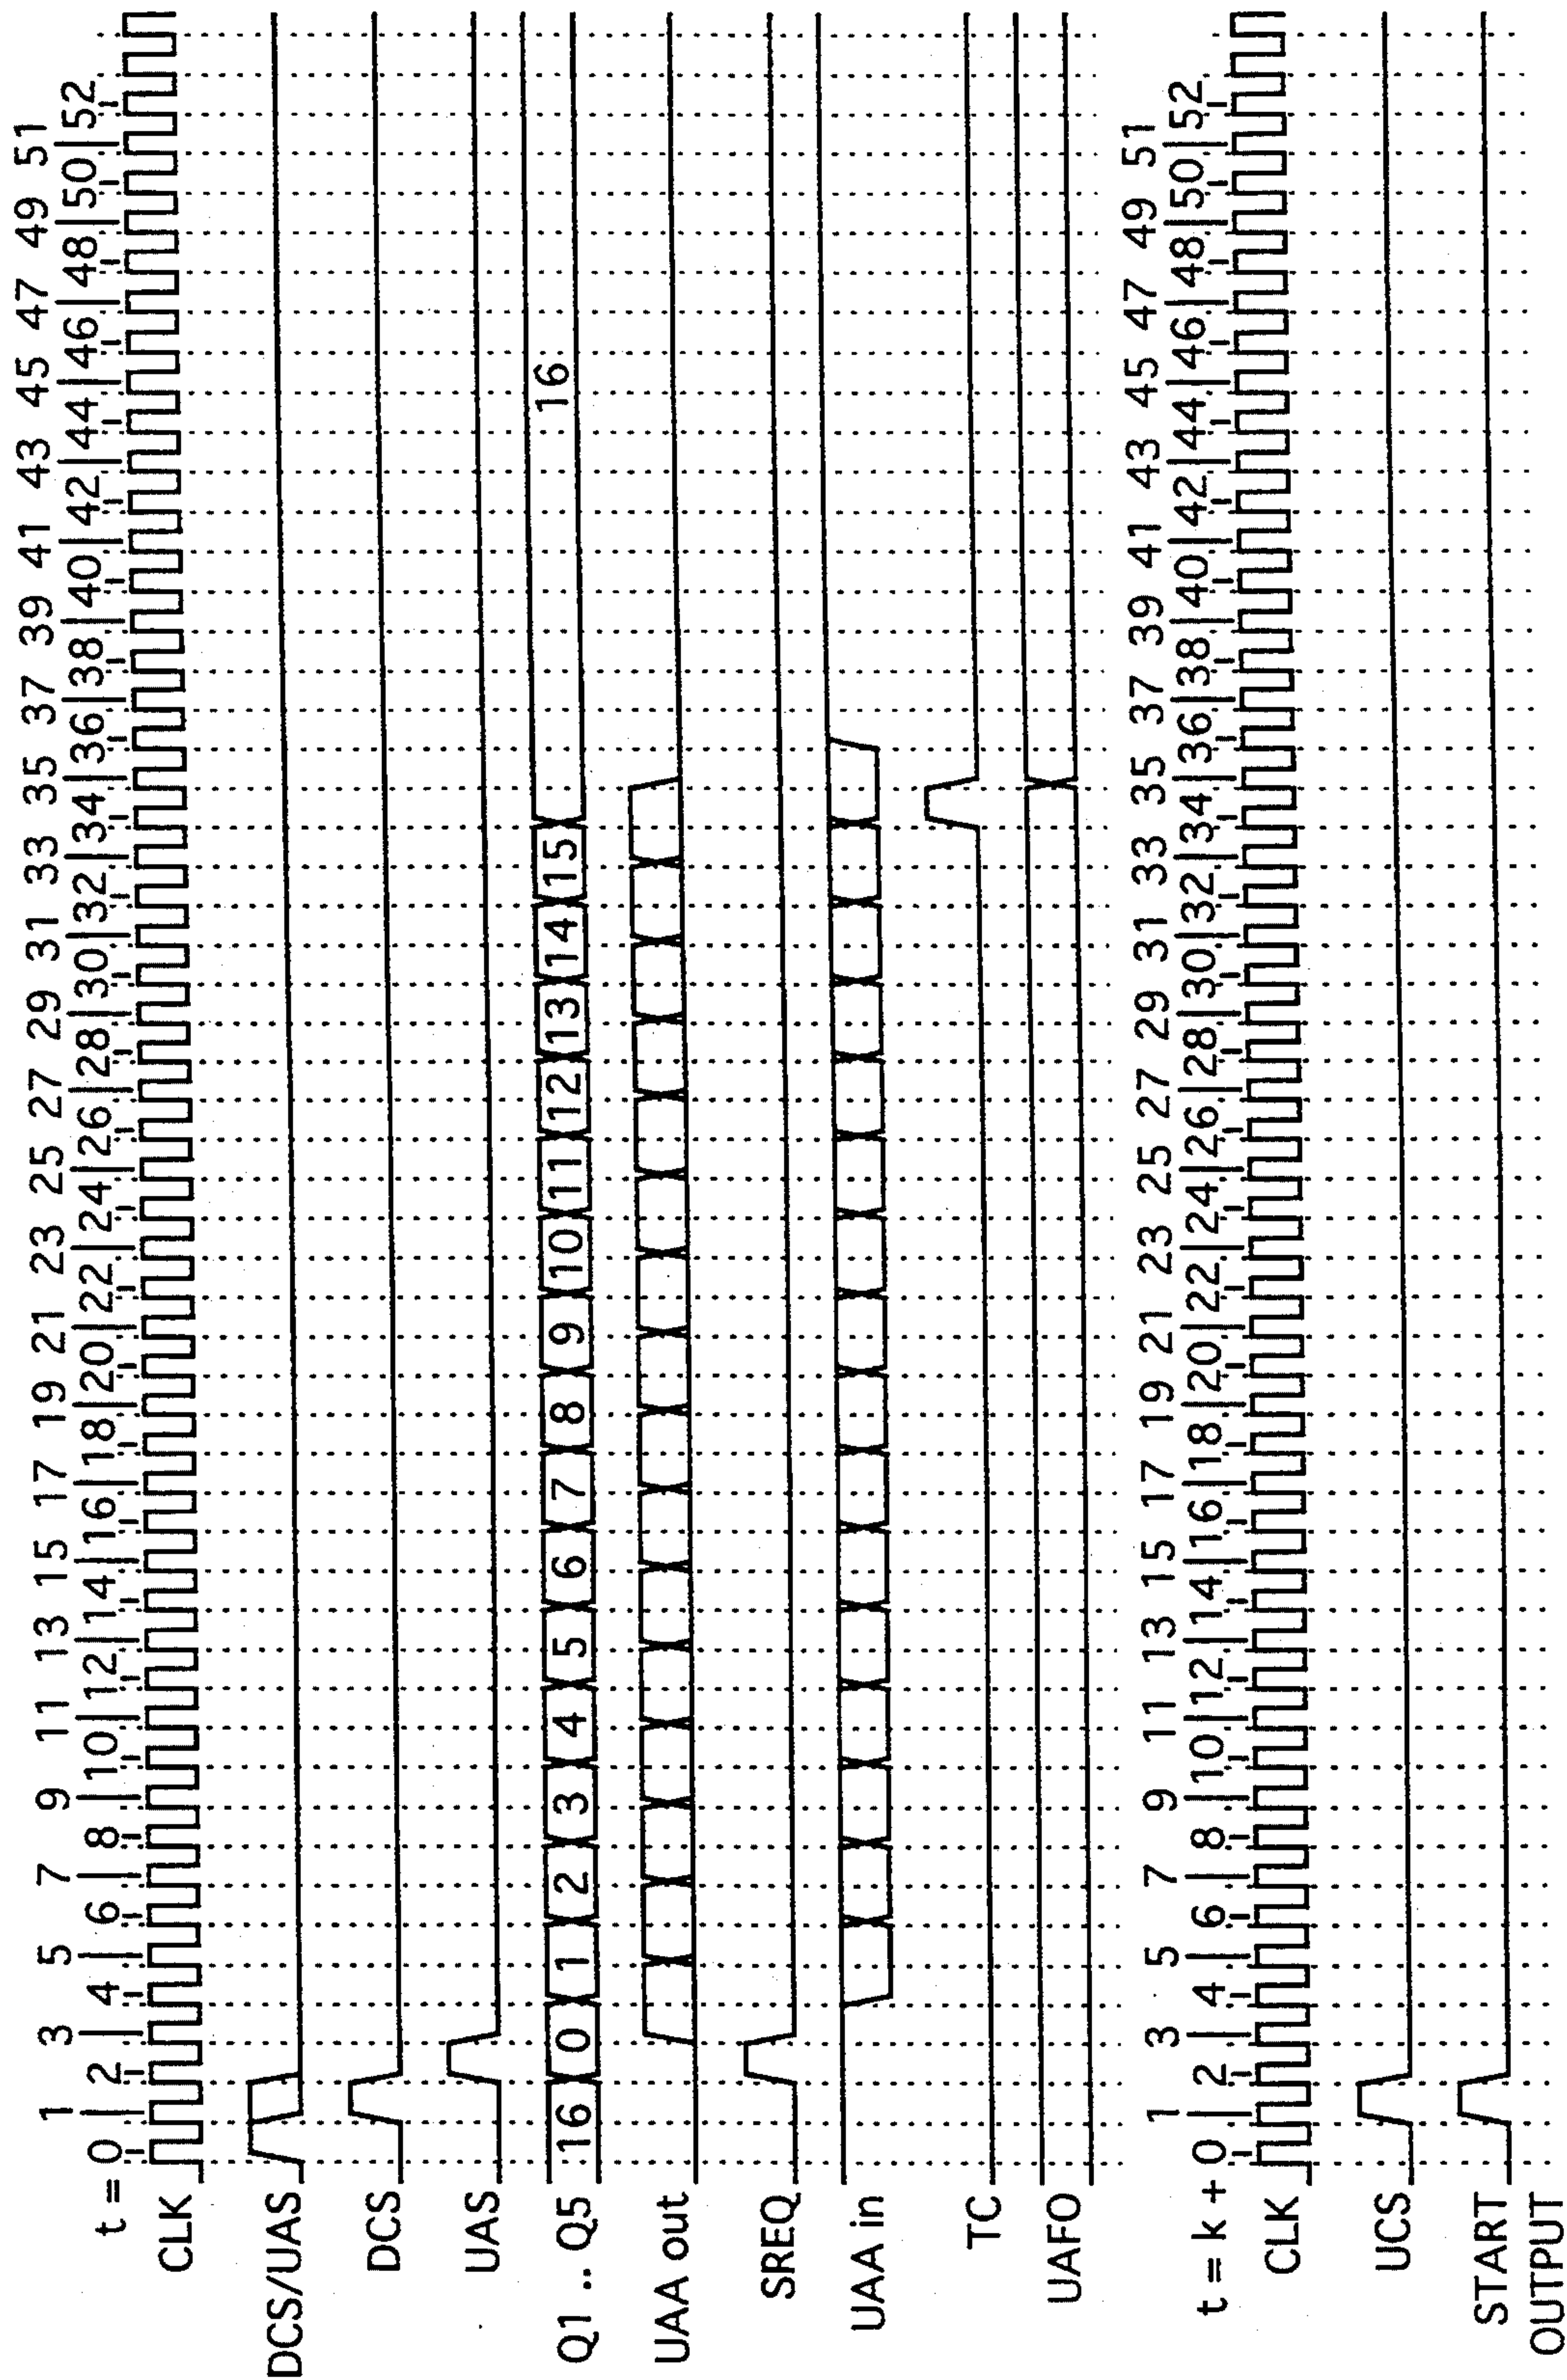 1 3 5 7 9 11 13 15 17 19 21 23 25 27 29 31 33 35 37 39 41 43 45 47 49 51
t = 0 2 4 6 8 10 12 14 16 18 20 22 24 26 28 30 32 34 36 38 40 42 44 46 48 50 52
CLK
DCS/UAS
DCS
UAS
Q1 .. Q5 16 0 1 2 3 4 5 6 7 8 9 10 11 12 13 14 15 16
UAA out
SREQ
UAA in
TC
UAFO
1 3 5 7 9 11 13 15 17 19 21 23 25 27 29 31 33 35 37 39 41 43 45 47 49 51
t = k + 0 2 4 6 8 10 12 14 16 18 20 22 24 26 28 30 32 34 36 38 40 42 44 46 48 50 52
CLK
UCS
START
OUTPUT